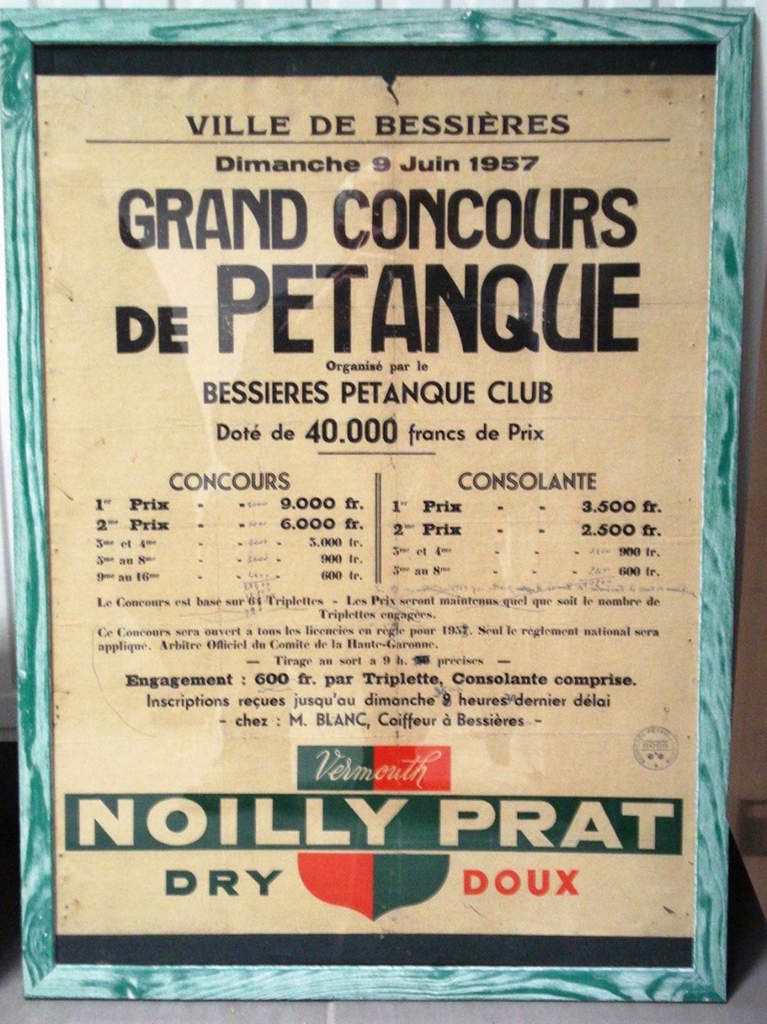 VILLE DE BESSIÈRES
Dimanche 9 Juin 1957
GRAND CONCOURS
DE PETANQUE
Organisé par le
BESSIERES PETANQUE CLUB
Doté de 40.000 francs de Prix
CONCOURS
1er Prix - - 9.000 fr.
2me Prix - - 6.000 fr.
3me et 4me - - 3.000 fr.
5me au 8me - - 900 fr.
9me au 16me - - 600 fr.
CONSOLANTE
1er Prix - - 3.500 fr.
2me Prix - - 2.500 fr.
3me et 4me - - 900 fr.
5me au 8me - - 600 fr.
Le Concours est basé sur 64 Triplettes - Les Prix seront maintenus quel que soit le nombre de
Triplettes engagées.
Ce Concours sera ouvert a tous les licencies en règle pour 1957. Seul le règlement national sera
appliqué. Arbitre Officiel du Comite de la Haute-Garonne.
— Tirage au sort a 9 h. precises —
Engagement : 600 fr. par Triplette, Consolante comprise.
Inscriptions reçues jusqu'au dimanche 9 heures dernier délai
- chez : M. BLANC, Coiffeur à Bessières -
Vermouth
NOILLY PRAT
DRY DOUX